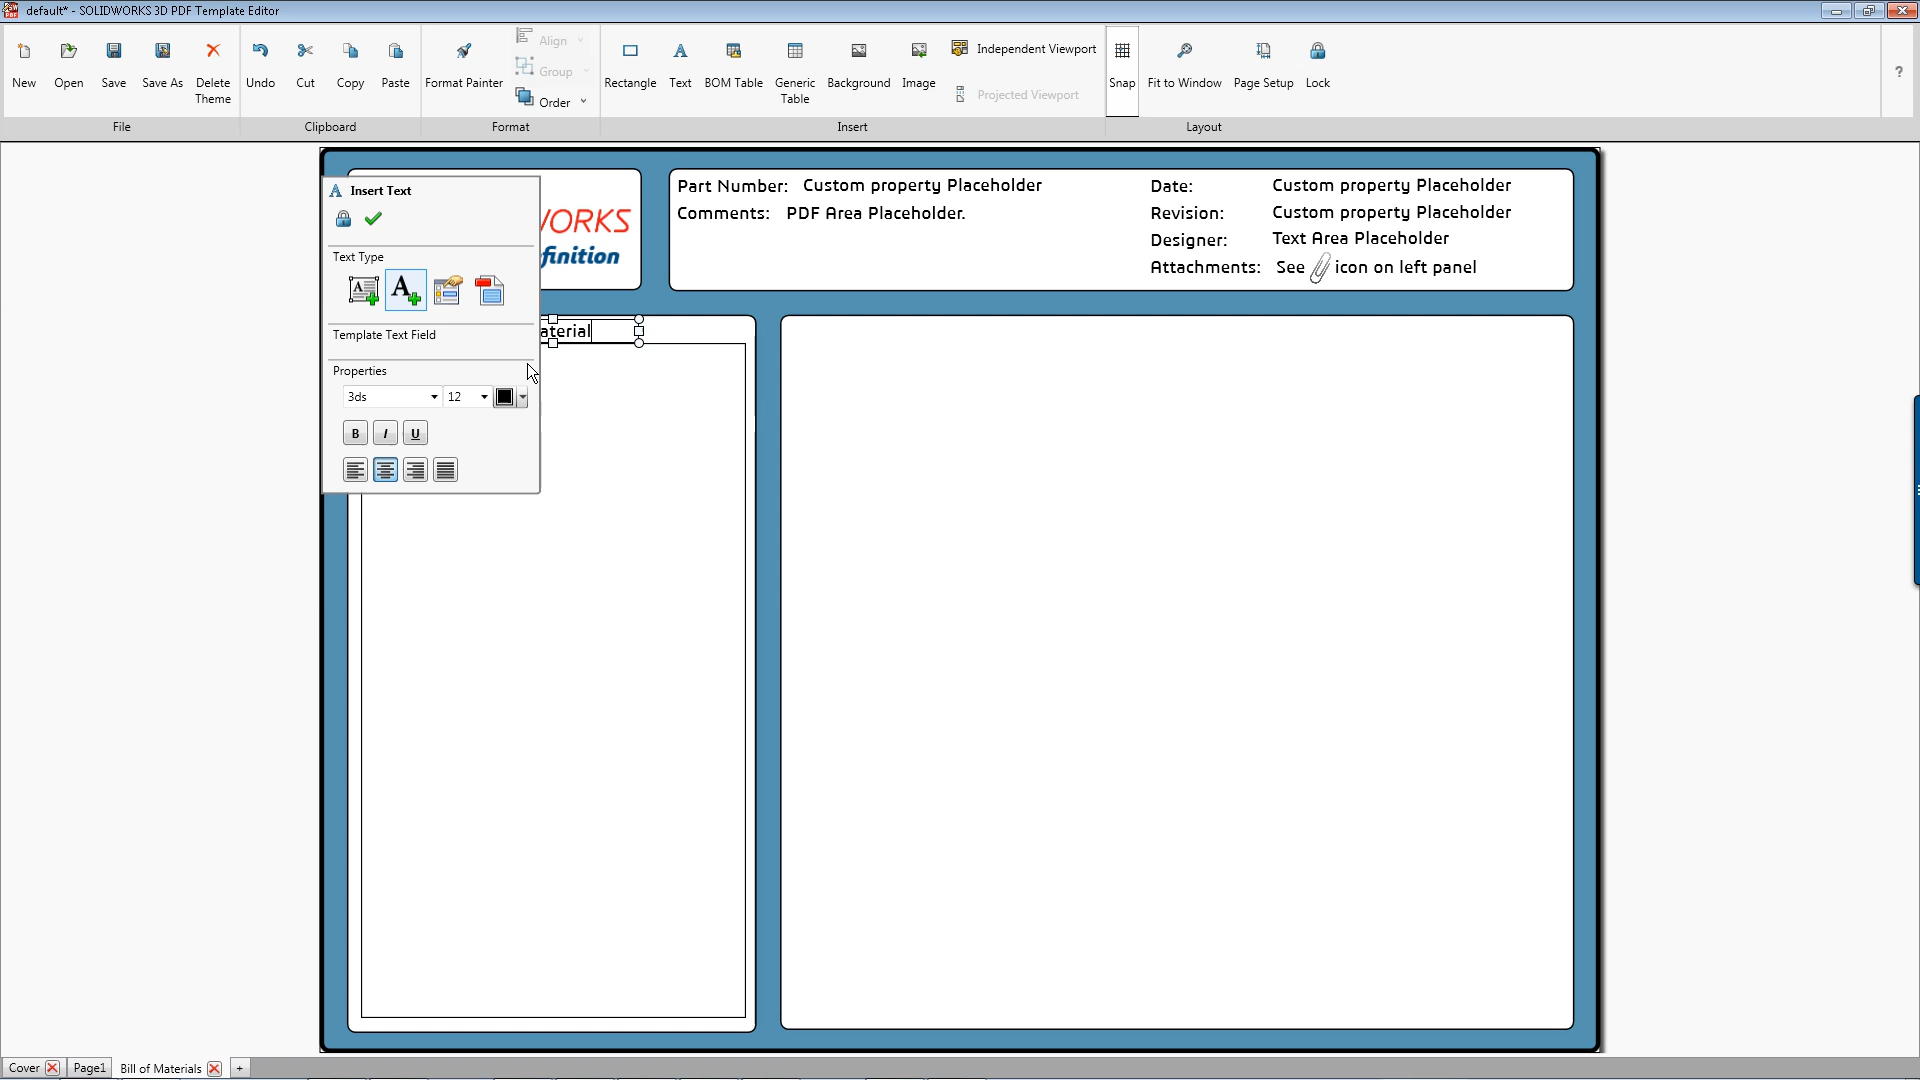 default* - SOLIDWORKS 3D PDF Template Editor
New
Open
Save
Save As
Delete
Theme
Undo
Cut
Copy
Paste
Format Painter
Align
Group
Order
Rectangle
Text
BOM Table
Generic
Table
Background
Image
Independent Viewport
Projected Viewport
Snap
Fit to Window
Page Setup
Lock
?
File
Clipboard
Format
Insert
Layout
Insert Text
Text Type
Template Text Field
Properties
3ds
12
B
I
U
WORKS
finition
aterial
Part Number: Custom property Placeholder
Comments: PDF Area Placeholder.
Date: Custom property Placeholder
Revision: Custom property Placeholder
Designer: Text Area Placeholder
Attachments: See icon on left panel
Cover
Page1
Bill of Materials
+